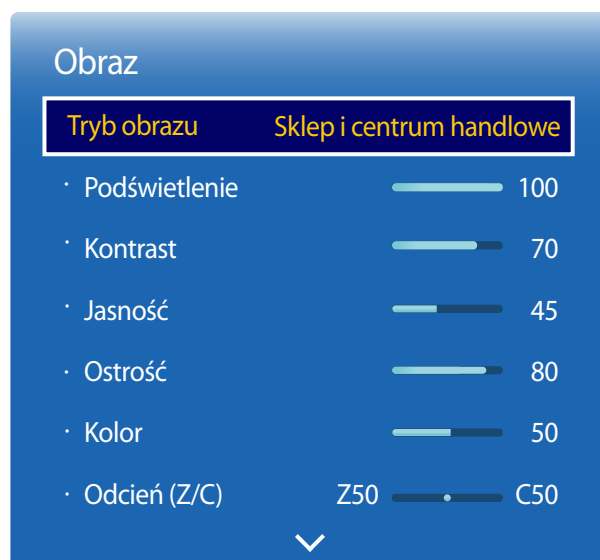 Obraz
Tryb obrazu Sklep i centrum handlowe
· Podświetlenie 100
· Kontrast 70
· Jasność 45
· Ostrość 80
· Kolor 50
· Odcień (Z/C) Z50 C50